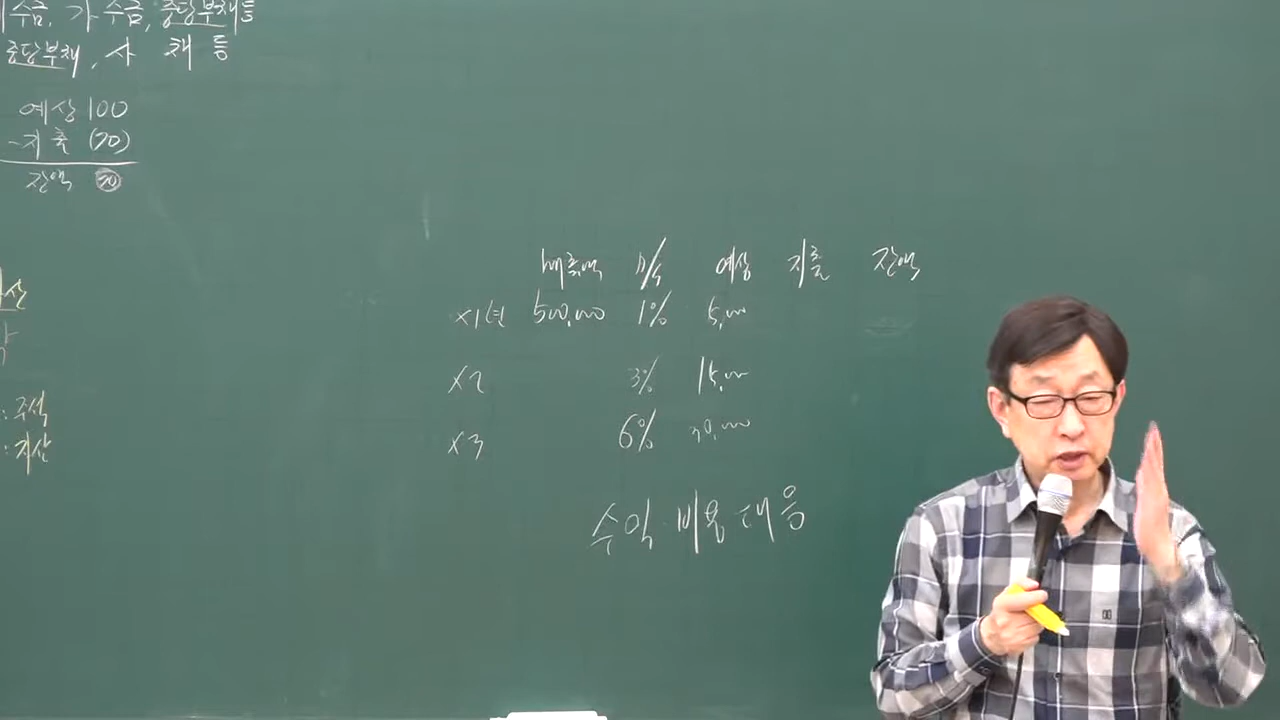 수금, 가수금, 충당부채 등
충당부채, 사채 등
예상 100
-지출 (70)
잔액
산
: 주석
매출액 예상 지출 잔액
X1년 500,000 1% 5,000
X2 3% 15,000
X3 6% 30,000
수익·비용 대응